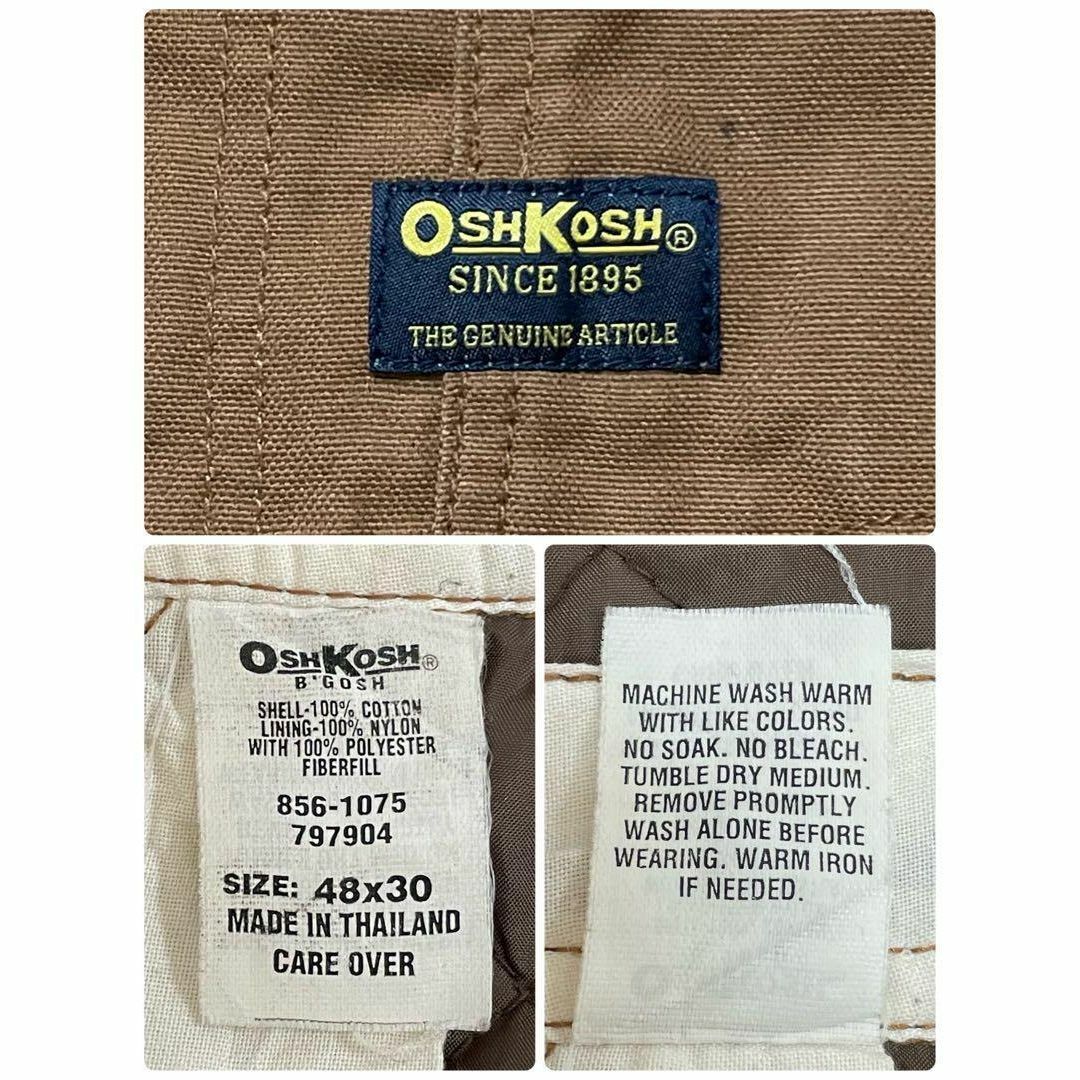 OSHKOSH®
SINCE 1895
THE GENUINE ARTICLE
OSHKOSH®
B'GOSH
SHELL-100% COTTON
LINING-100% NYLON
WITH 100% POLYESTER
FIBERFILL
856-1075
797904
SIZE: 48x30
MADE IN THAILAND
CARE OVER
MACHINE WASH WARM
WITH LIKE COLORS.
NO SOAK. NO BLEACH.
TUMBLE DRY MEDIUM.
REMOVE PROMPTLY
WASH ALONE BEFORE
WEARING. WARM IRON
IF NEEDED.